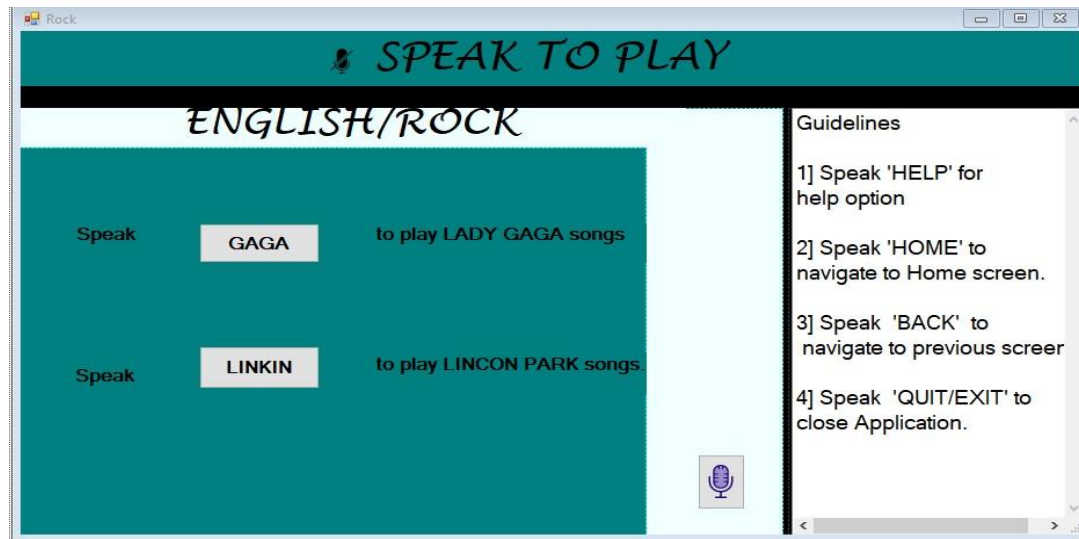 Rock
SPEAK TO PLAY
ENGLISH/ROCK
Speak GAGA to play LADY GAGA songs
Speak LINKIN to play LINCON PARK songs.
Guidelines
1] Speak 'HELP' for
help option
2] Speak 'HOME' to
navigate to Home screen.
3] Speak 'BACK' to
navigate to previous screen
4] Speak 'QUIT/EXIT' to
close Application.